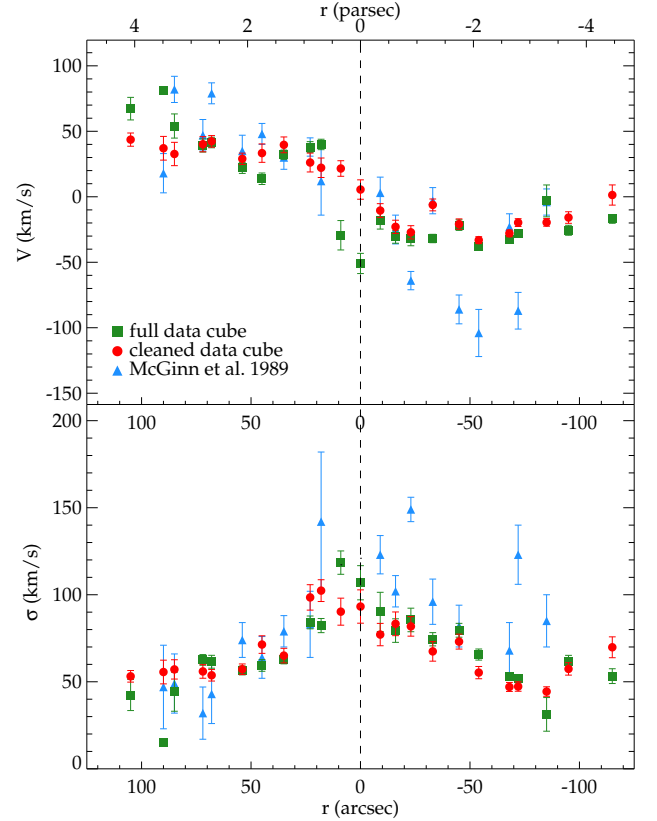 r (parsec)
4 2 0 -2 -4
100
50
0
-50
-100
-150
V (km/s)
full data cube
cleaned data cube
McGinn et al. 1989
100 50 0 -50 -100
200
150
100
50
0
σ (km/s)
100 50 0 -50 -100
r (arcsec)